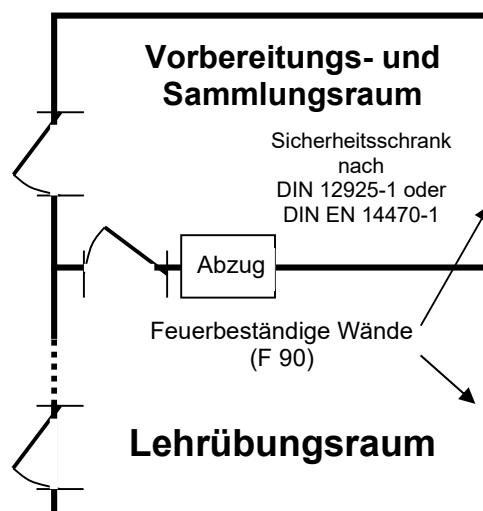 Vorbereitungs- und
Sammlungsraum
Sicherheitsschrank
nach
DIN 12925-1 oder
DIN EN 14470-1
Abzug
Feuerbeständige Wände
(F 90)
Lehrübungsraum